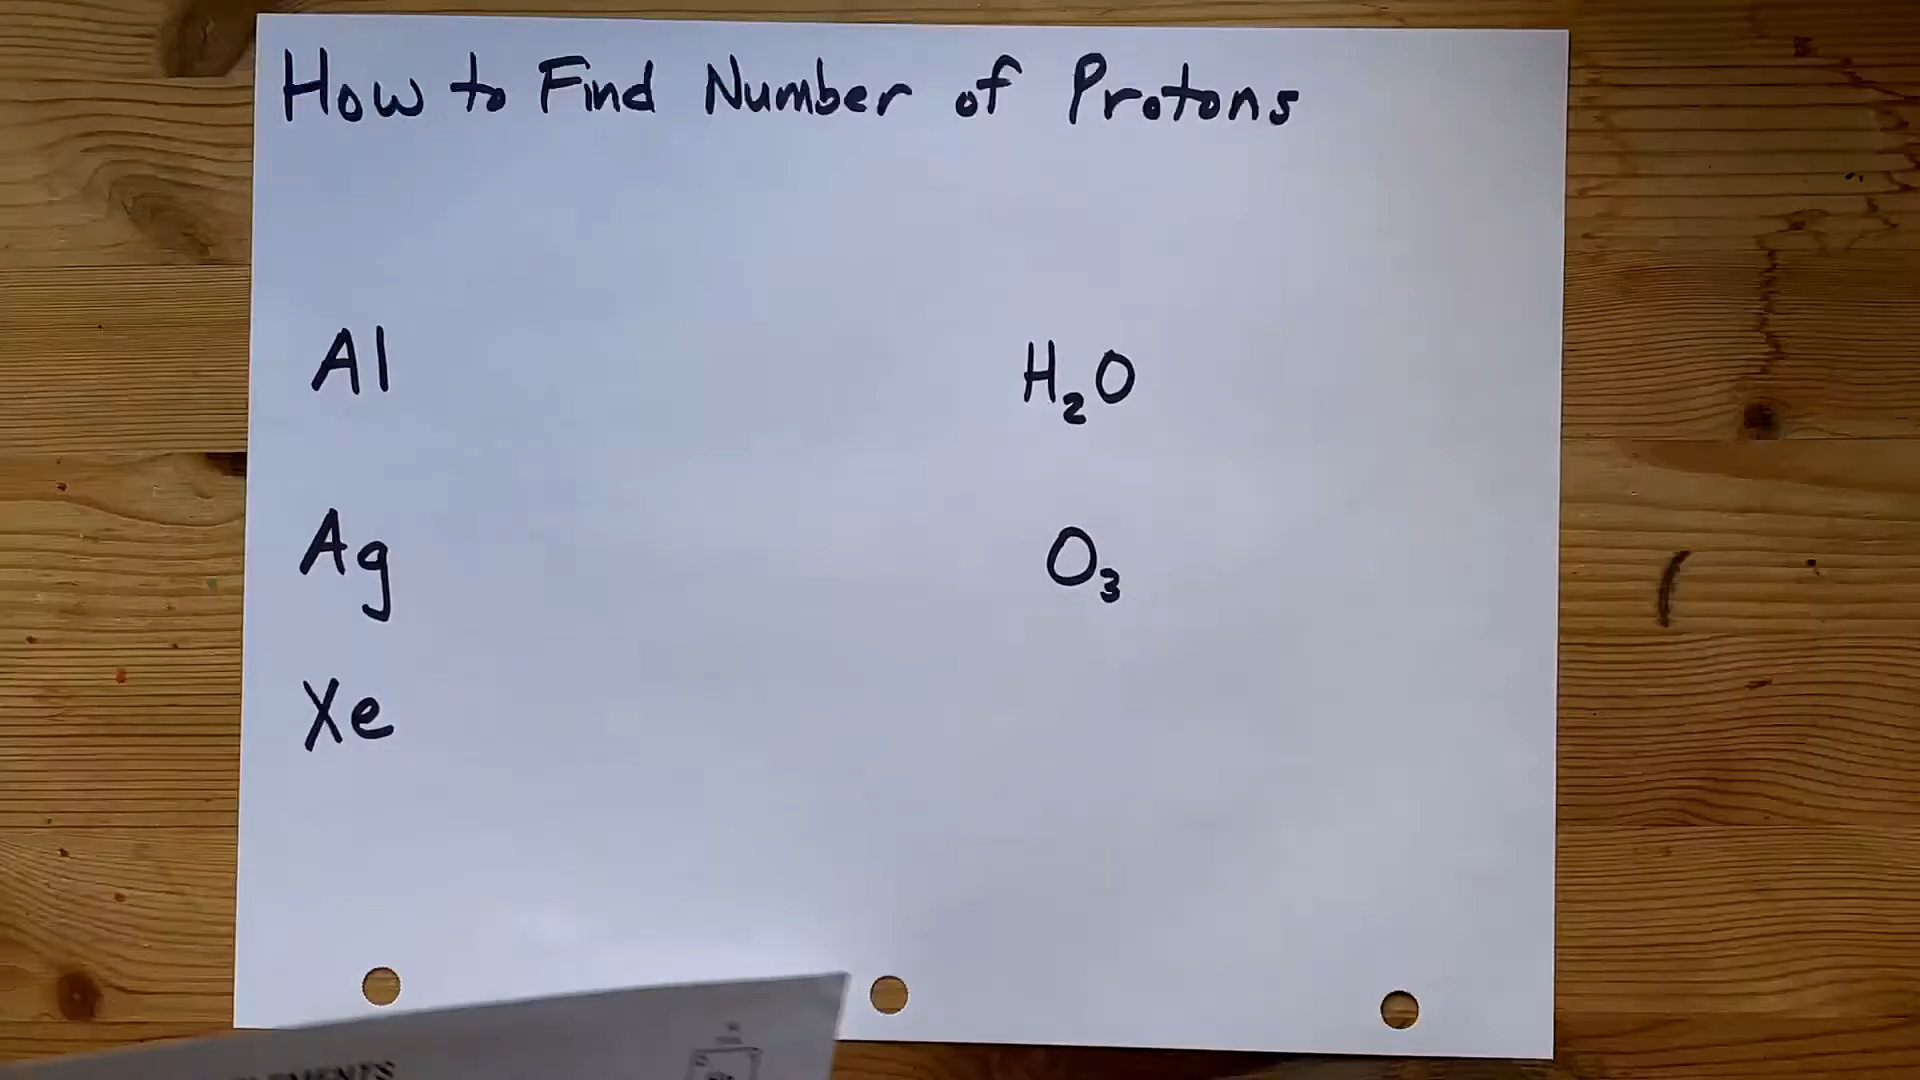 How to Find Number of Protons
Al
H₂O
Ag
O₃
Xe